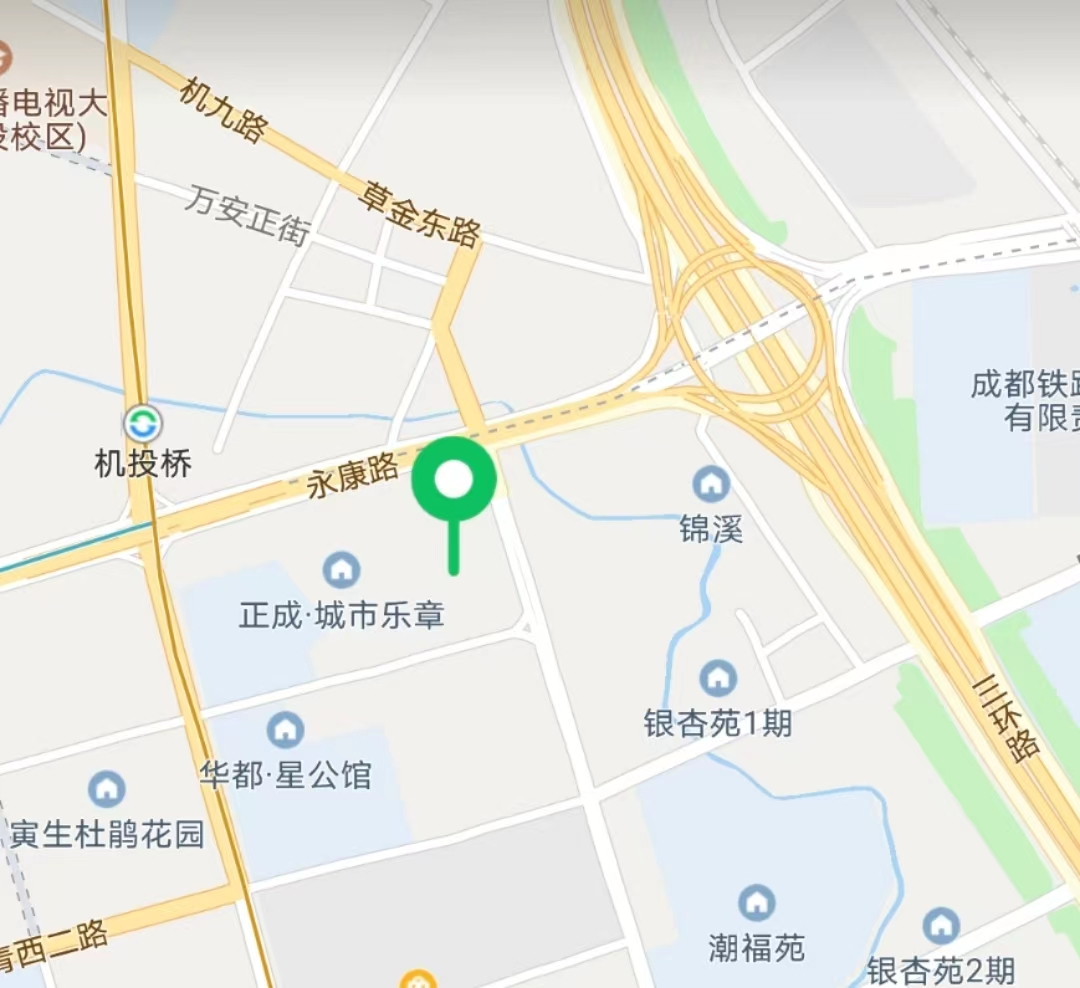 机九路
播电视大
校区)
草金东路
万安正街
成都铁路
有限责
机投桥
永康路
锦溪
正成·城市乐章
三环路
银杏苑1期
华都·星公馆
寅生杜鹃花园
潮福苑
青西二路
银杏苑2期